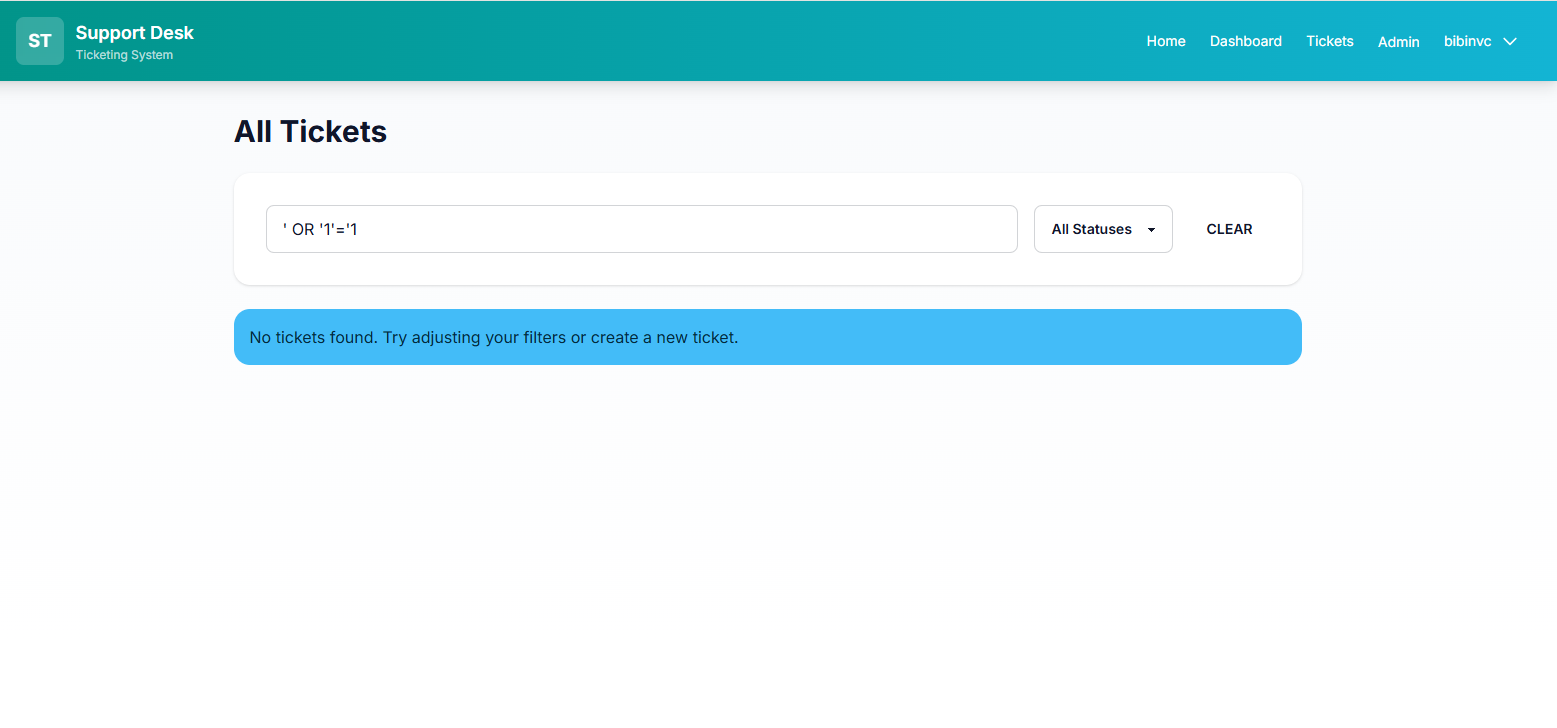 ST
Support Desk
Ticketing System
Home Dashboard Tickets Admin bibinvc
All Tickets
' OR '1'='1
All Statuses
CLEAR
No tickets found. Try adjusting your filters or create a new ticket.